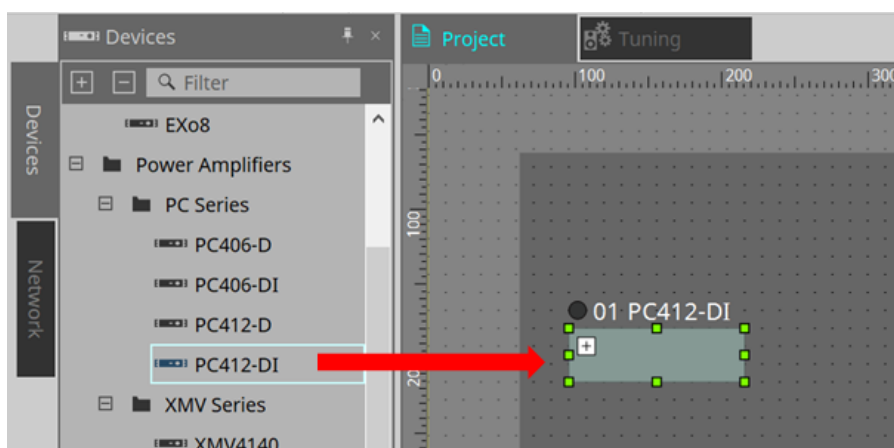 Devices
Project
Tuning
Filter
0
100
200
300
Devices
Network
EXo8
Power Amplifiers
PC Series
PC406-D
PC406-DI
PC412-D
PC412-DI
XMV Series
XMV4140
100
01 PC412-DI